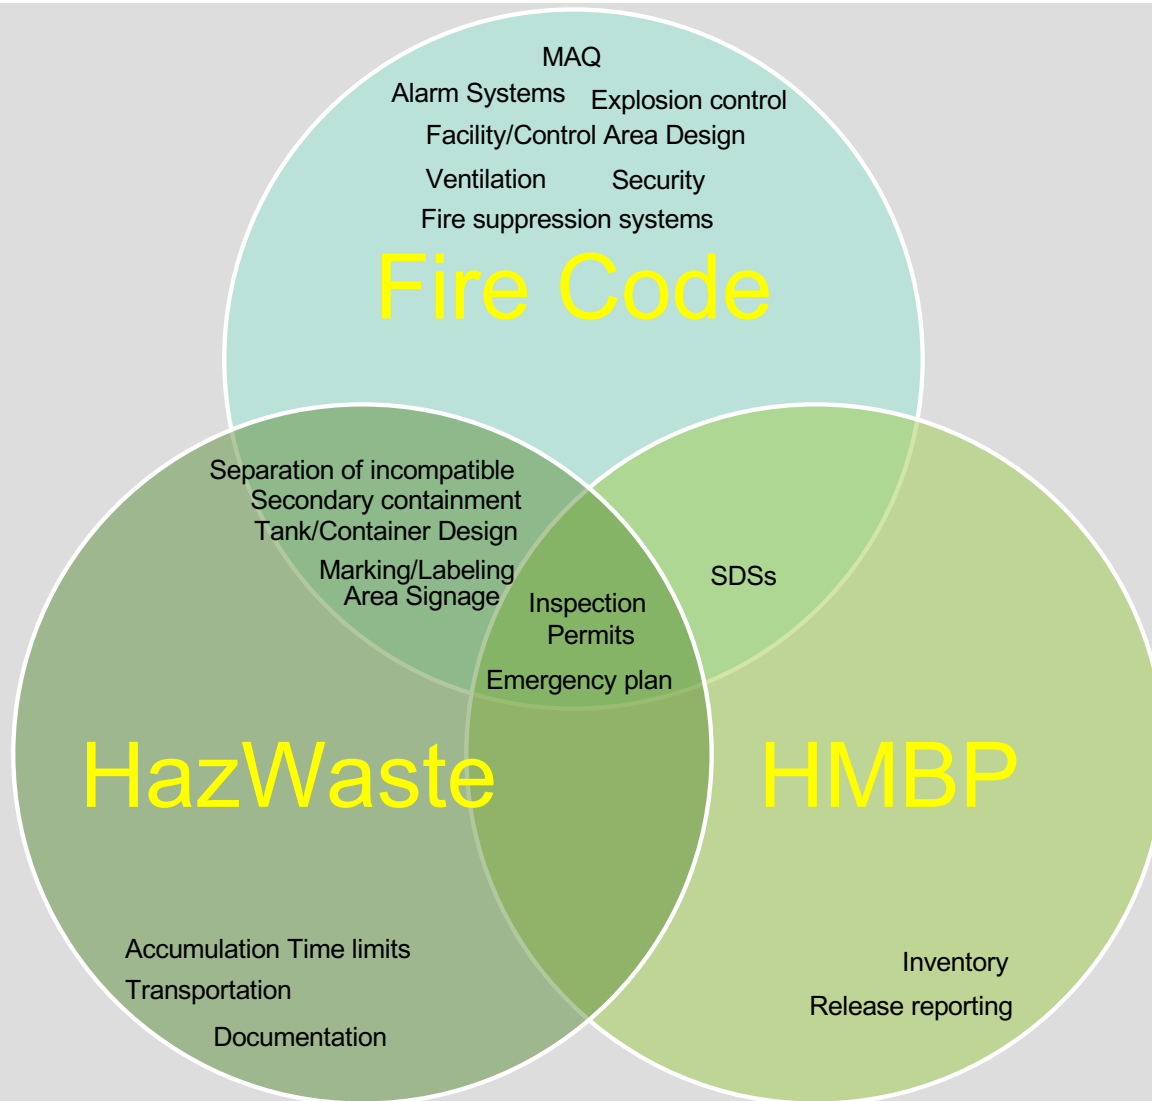 MAQ
Alarm Systems
Explosion control
Facility/Control Area Design
Ventilation
Security
Fire suppression systems
Fire Code
Separation of incompatible
Secondary containment
Tank/Container Design
Marking/Labeling
Area Signage
Inspection
Permits
Emergency plan
SDSs
HazWaste
HMBP
Accumulation Time limits
Transportation
Documentation
Inventory
Release reporting